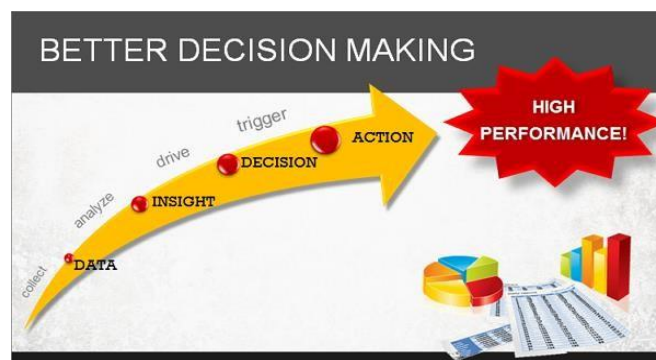 BETTER DECISION MAKING
HIGH
PERFORMANCE!
trigger
ACTION
drive
DECISION
analyze
INSIGHT
collect
DATA